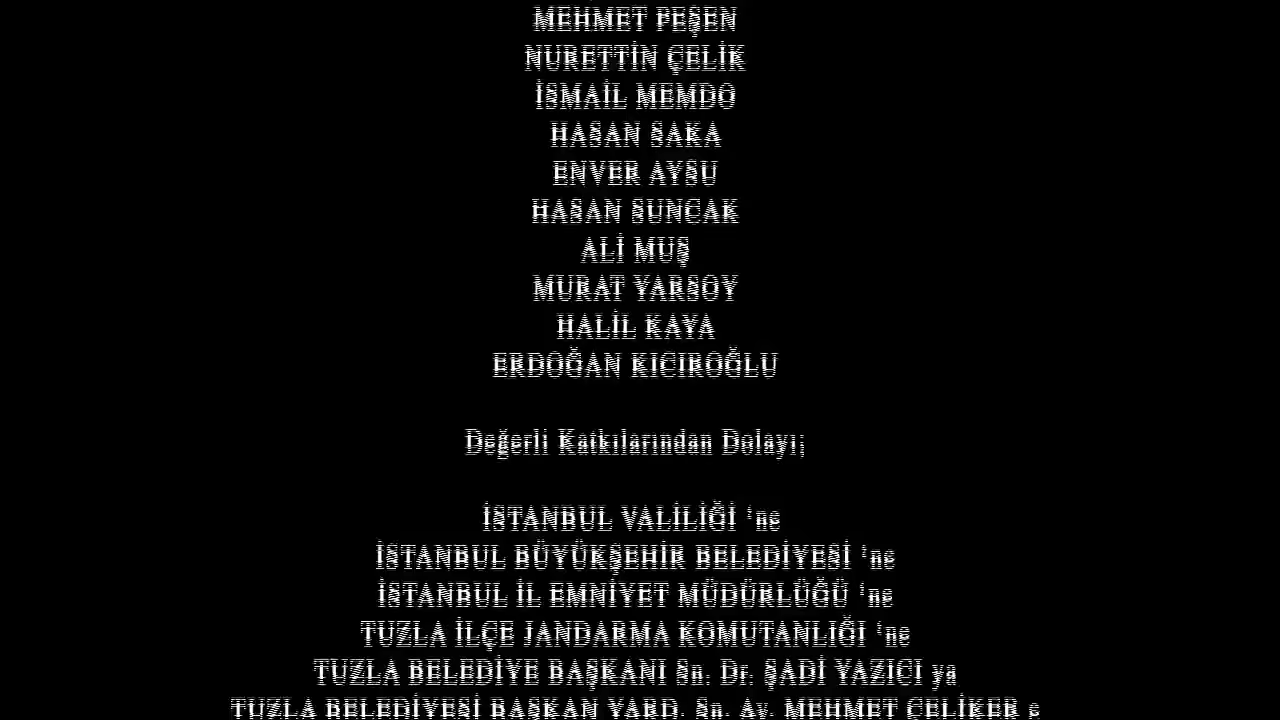 MEHMET PEŞEN
NURETTİN ÇELİK
İSMAİL MEMDO
HASAN SAKA
ENVER AYSU
HASAN SUNCAK
ALİ MUŞ
MURAT YARSOY
HALİL KAYA
ERDOĞAN KICIROĞLU
Değerli Katkılarından Dolayı;
İSTANBUL VALİLİĞİ ‘ne
İSTANBUL BÜYÜKŞEHİR BELEDİYESİ ‘ne
İSTANBUL İL EMNİYET MÜDÜRLÜĞÜ ‘ne
TUZLA İLÇE JANDARMA KOMUTANLIĞI ‘ne
TUZLA BELEDİYE BAŞKANI Sn. Dr. ŞADİ YAZICI ya
TUZLA BELEDİYESİ BAŞKAN YARD. Sn. Av. MEHMET ÇELİKER e